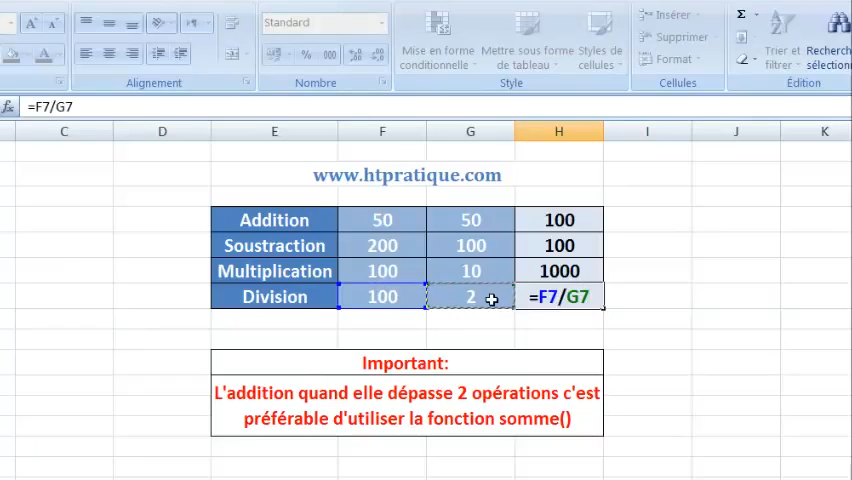 Standard
Insérer
Supprimer
Format
Mise en forme conditionnelle
Mettre sous forme de tableau
Styles de cellules
Trier et filtrer
Alignement
Nombre
Style
Cellules
Édition
=F7/G7
C D E F G H I J K
www.htpratique.com
Addition 50 50 100
Soustraction 200 100 100
Multiplication 100 10 1000
Division 100 2 =F7/G7
Important:
L'addition quand elle dépasse 2 opérations c'est
préférable d'utiliser la fonction somme()